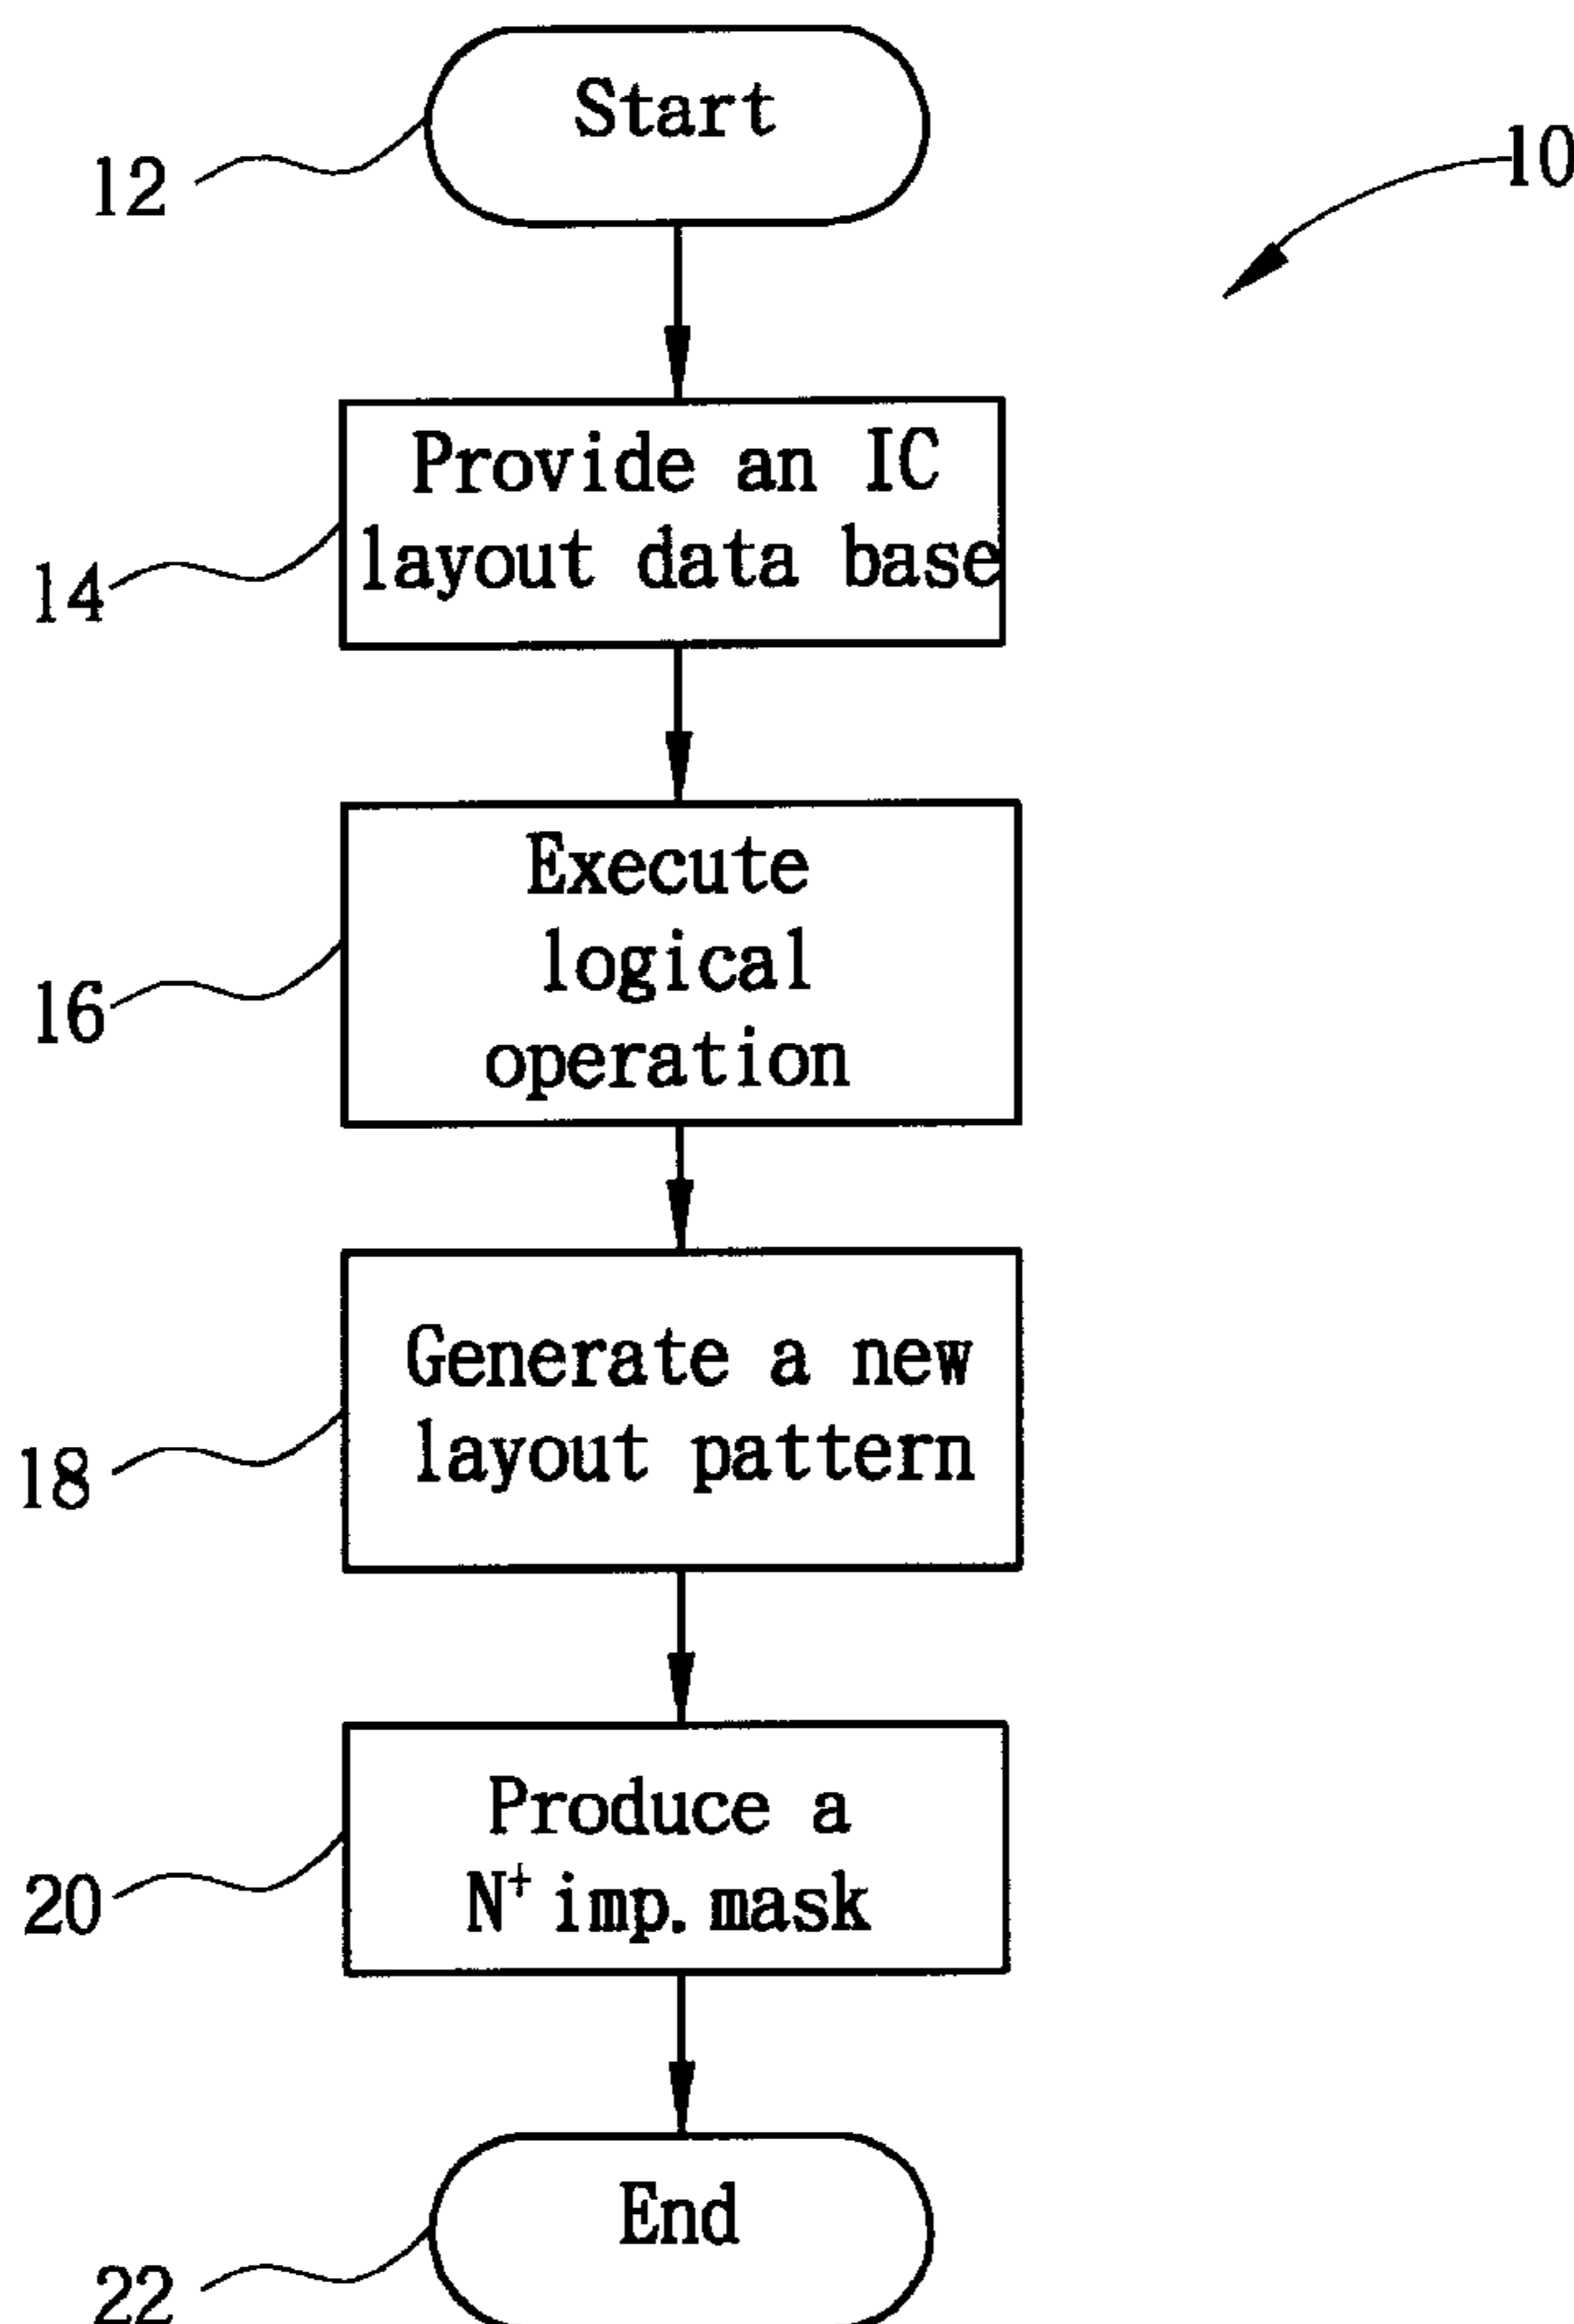 Start
12
10
Provide an IC
layout data base
14
Execute
logical
operation
16
Generate a new
layout pattern
18
Produce a
N+ imp. mask
20
End
22